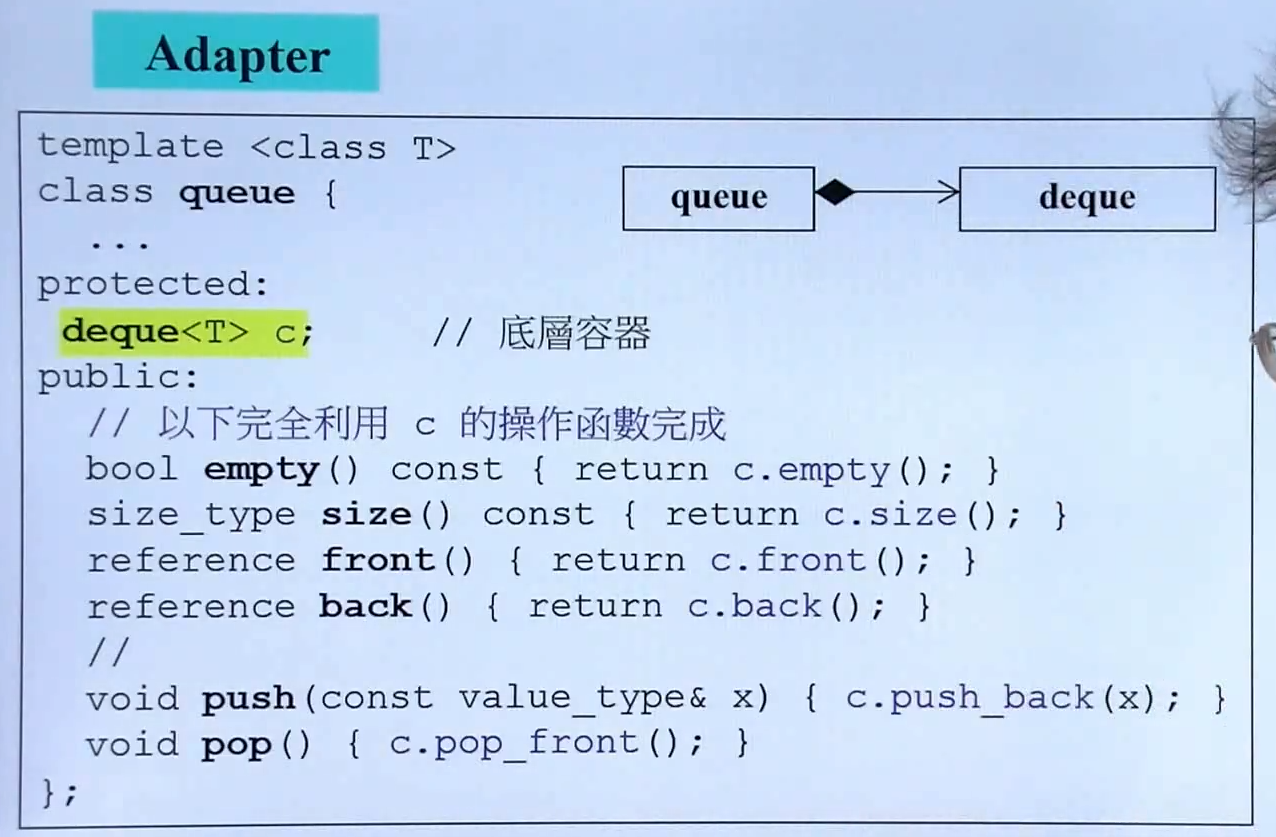 Adapter
template <class T>
class queue {
queue
deque
...
protected:
deque<T> c; // 底層容器
public:
// 以下完全利用 c 的操作函數完成
bool empty() const { return c.empty(); }
size_type size() const { return c.size(); }
reference front() { return c.front(); }
reference back() { return c.back(); }
//
void push(const value_type& x) { c.push_back(x); }
void pop() { c.pop_front(); }
};